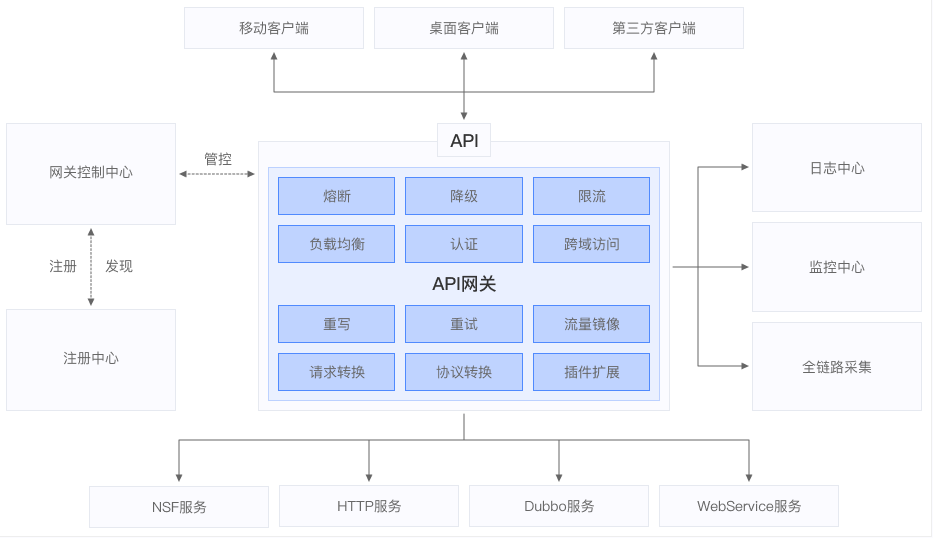 移动客户端
桌面客户端
第三方客户端
API
网关控制中心
管控
注册
发现
注册中心
熔断
降级
限流
负载均衡
认证
跨域访问
API网关
重写
重试
流量镜像
请求转换
协议转换
插件扩展
日志中心
监控中心
全链路采集
NSF服务
HTTP服务
Dubbo服务
WebService服务